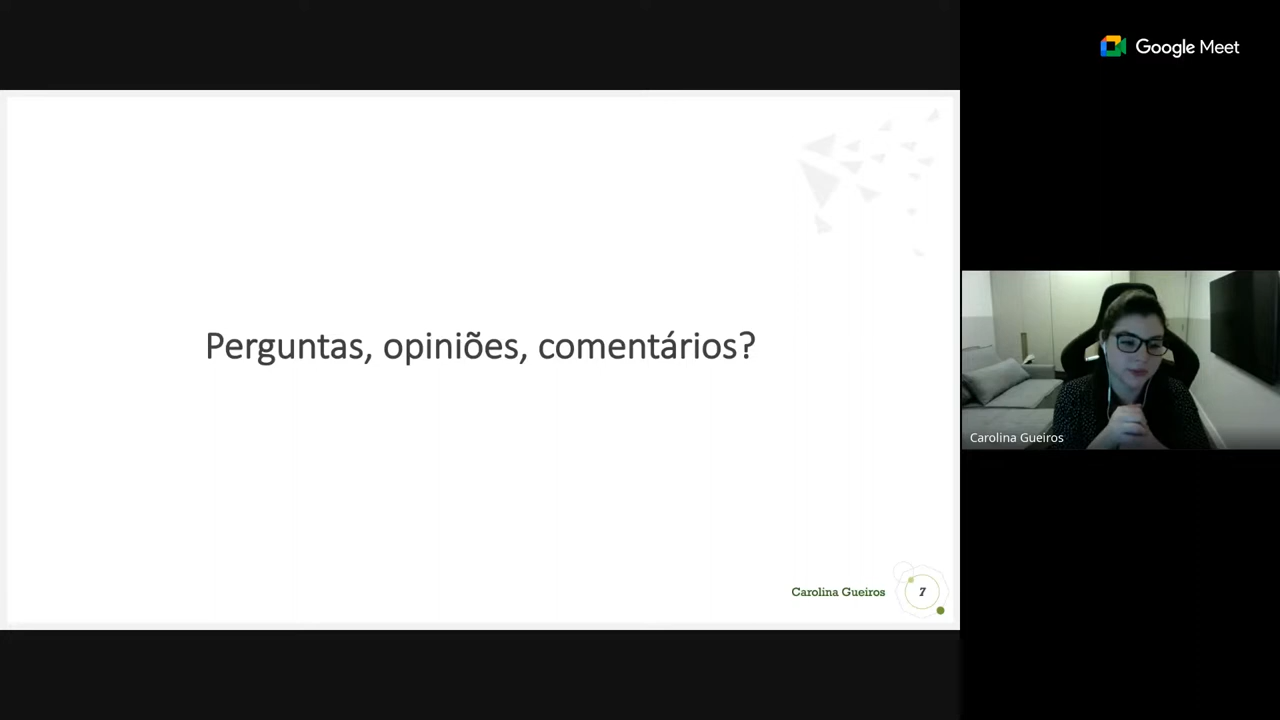 Google Meet
Perguntas, opiniões, comentários?
Carolina Gueiros
Carolina Gueiros
7